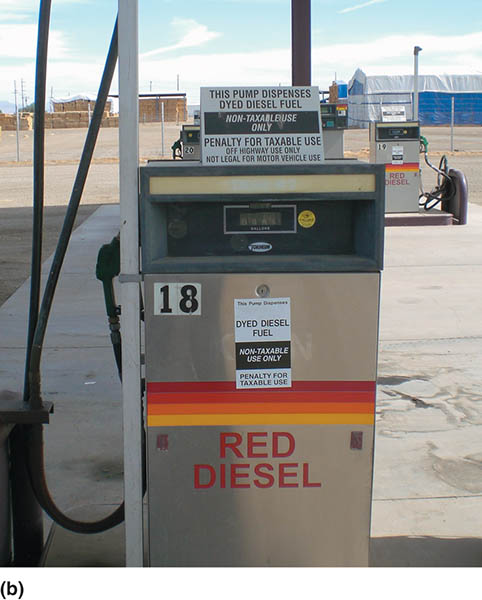 THIS PUMP DISPENSES
DYED DIESEL FUEL
NON-TAXABLE USE
ONLY
PENALTY FOR TAXABLE USE
OFF HIGHWAY USE ONLY
NOT LEGAL FOR MOTOR VEHICLE USE
20
19
DIESEL
GALLONS
TOKHEIM
18
This Pump Dispenses
DYED DIESEL
FUEL
NON-TAXABLE
USE ONLY
PENALTY FOR
TAXABLE USE
RED
DIESEL
(b)